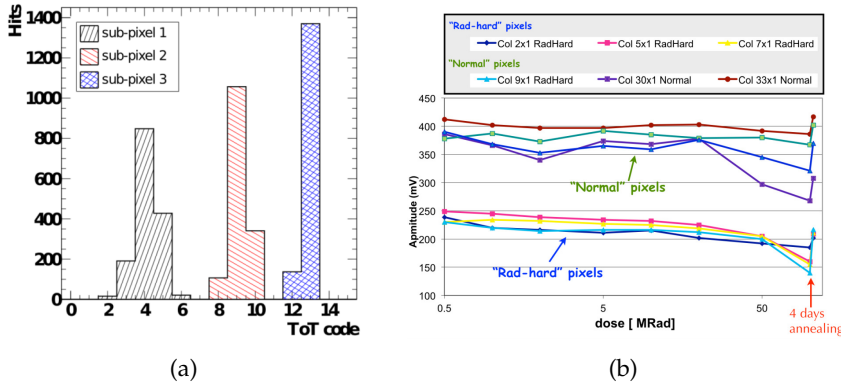 Hits
1400
1200
1000
800
600
400
200
0
sub-pixel 1
sub-pixel 2
sub-pixel 3
0 2 4 6 8 10 12 14
ToT code
(a)
"Rad-hard" pixels
Col 2x1 RadHard Col 5x1 RadHard Col 7x1 RadHard
"Normal" pixels
Col 9x1 RadHard Col 30x1 Normal Col 33x1 Normal
Apmitude (mV)
450
400
350
300
250
200
150
100
"Normal" pixels
"Rad-hard" pixels
0.5 5 50
dose [ MRad]
4 days
annealing
(b)